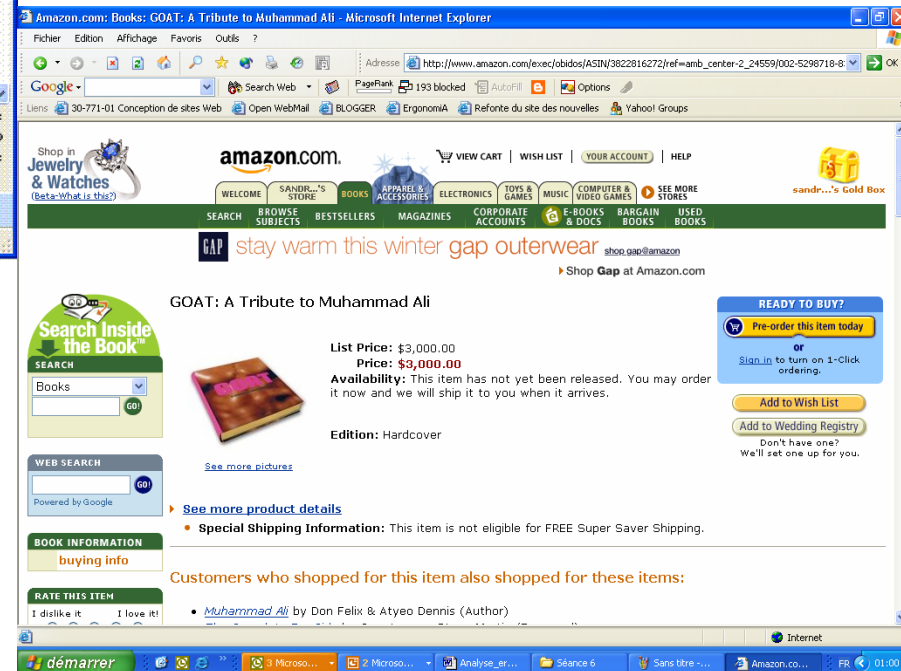 Amazon.com: Books: GOAT: A Tribute to Muhammad Ali - Microsoft Internet Explorer
Fichier Edition Affichage Favoris Outils ?
Adresse http://www.amazon.com/exec/obidos/ASIN/3822816272/ref=amb_center-2_24559/002-5298718-8 OK
Google Search Web PageRank 193 blocked AutoFill Options
Liens 30-771-01 Conception de sites Web Open WebMail BLOGGER ErgonomiA Refonte du site des nouvelles Yahoo! Groups
Shop in
Jewelry
& Watches
(Beta-What is this?)
amazon.com.
VIEW CART | WISH LIST | YOUR ACCOUNT | HELP
WELCOME SANDR...'S STORE BOOKS APPAREL & ACCESSORIES ELECTRONICS TOYS & GAMES MUSIC COMPUTER & VIDEO GAMES SEE MORE STORES
sandr...'s Gold Box
SEARCH BROWSE SUBJECTS BESTSELLERS MAGAZINES CORPORATE ACCOUNTS E-BOOKS & DOCS BARGAIN BOOKS USED BOOKS
GAP stay warm this winter gap outerwear shop gap@amazon
Shop Gap at Amazon.com
Search Inside
the Book™
SEARCH
Books
GO!
WEB SEARCH
GO!
Powered by Google
BOOK INFORMATION
buying info
RATE THIS ITEM
I dislike it I love it!
GOAT: A Tribute to Muhammad Ali
GOAT
See more pictures
List Price: $3,000.00
Price: $3,000.00
Availability: This item has not yet been released. You may order
it now and we will ship it to you when it arrives.
Edition: Hardcover
See more product details
• Special Shipping Information: This item is not eligible for FREE Super Saver Shipping.
Customers who shopped for this item also shopped for these items:
• Muhammad Ali by Don Felix & Atyeo Dennis (Author)
READY TO BUY?
Pre-order this item today
or
Sign in to turn on 1-Click
ordering.
Add to Wish List
Add to Wedding Registry
Don't have one?
We'll set one up for you.
Internet
démarrer 3 Microso... 2 Microso... Analyse_er... Séance 6 Sans titre -... Amazon.co... FR 01:00